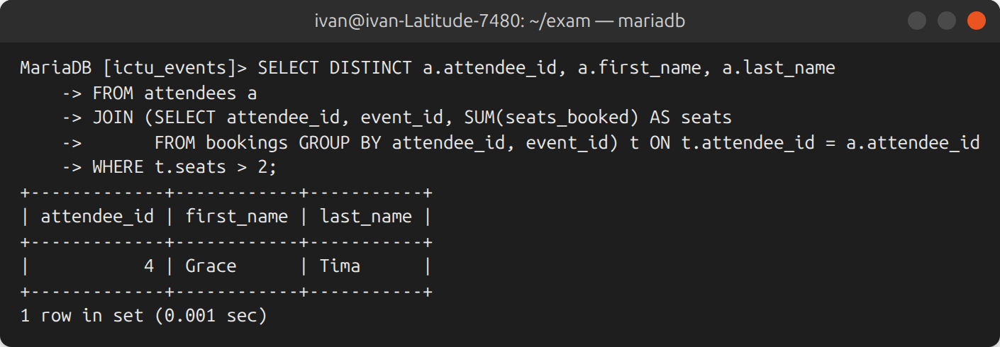 ivan@ivan-Latitude-7480: ~/exam — mariadb
MariaDB [ictu_events]> SELECT DISTINCT a.attendee_id, a.first_name, a.last_name
    -> FROM attendees a
    -> JOIN (SELECT attendee_id, event_id, SUM(seats_booked) AS seats
    ->       FROM bookings GROUP BY attendee_id, event_id) t ON t.attendee_id = a.attendee_id
    -> WHERE t.seats > 2;
+-------------+------------+-----------+
| attendee_id | first_name | last_name |
+-------------+------------+-----------+
|           4 | Grace      | Tima      |
+-------------+------------+-----------+
1 row in set (0.001 sec)